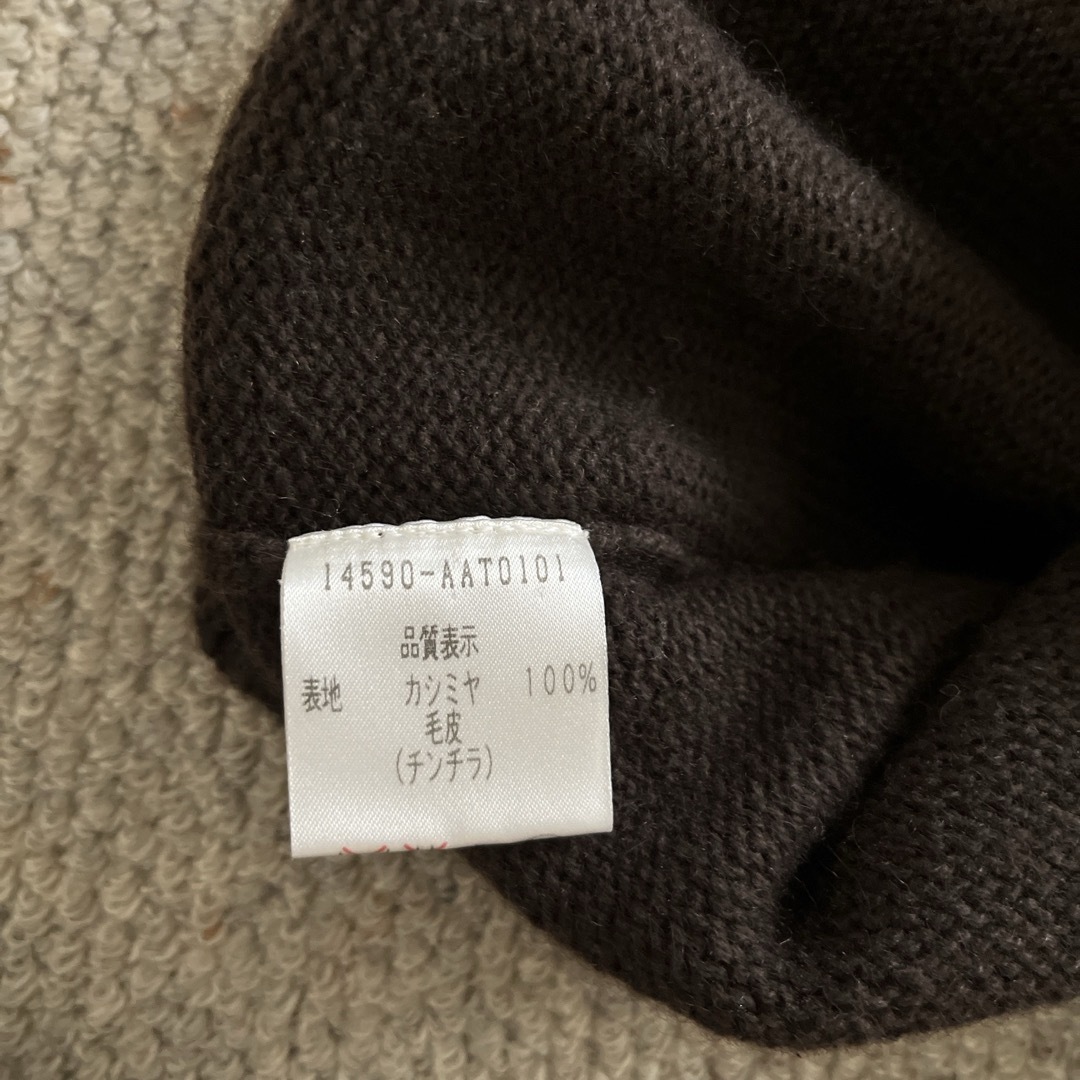 14590-AAT0101
品質表示
表地 カシミヤ 100%
毛皮
(チンチラ)